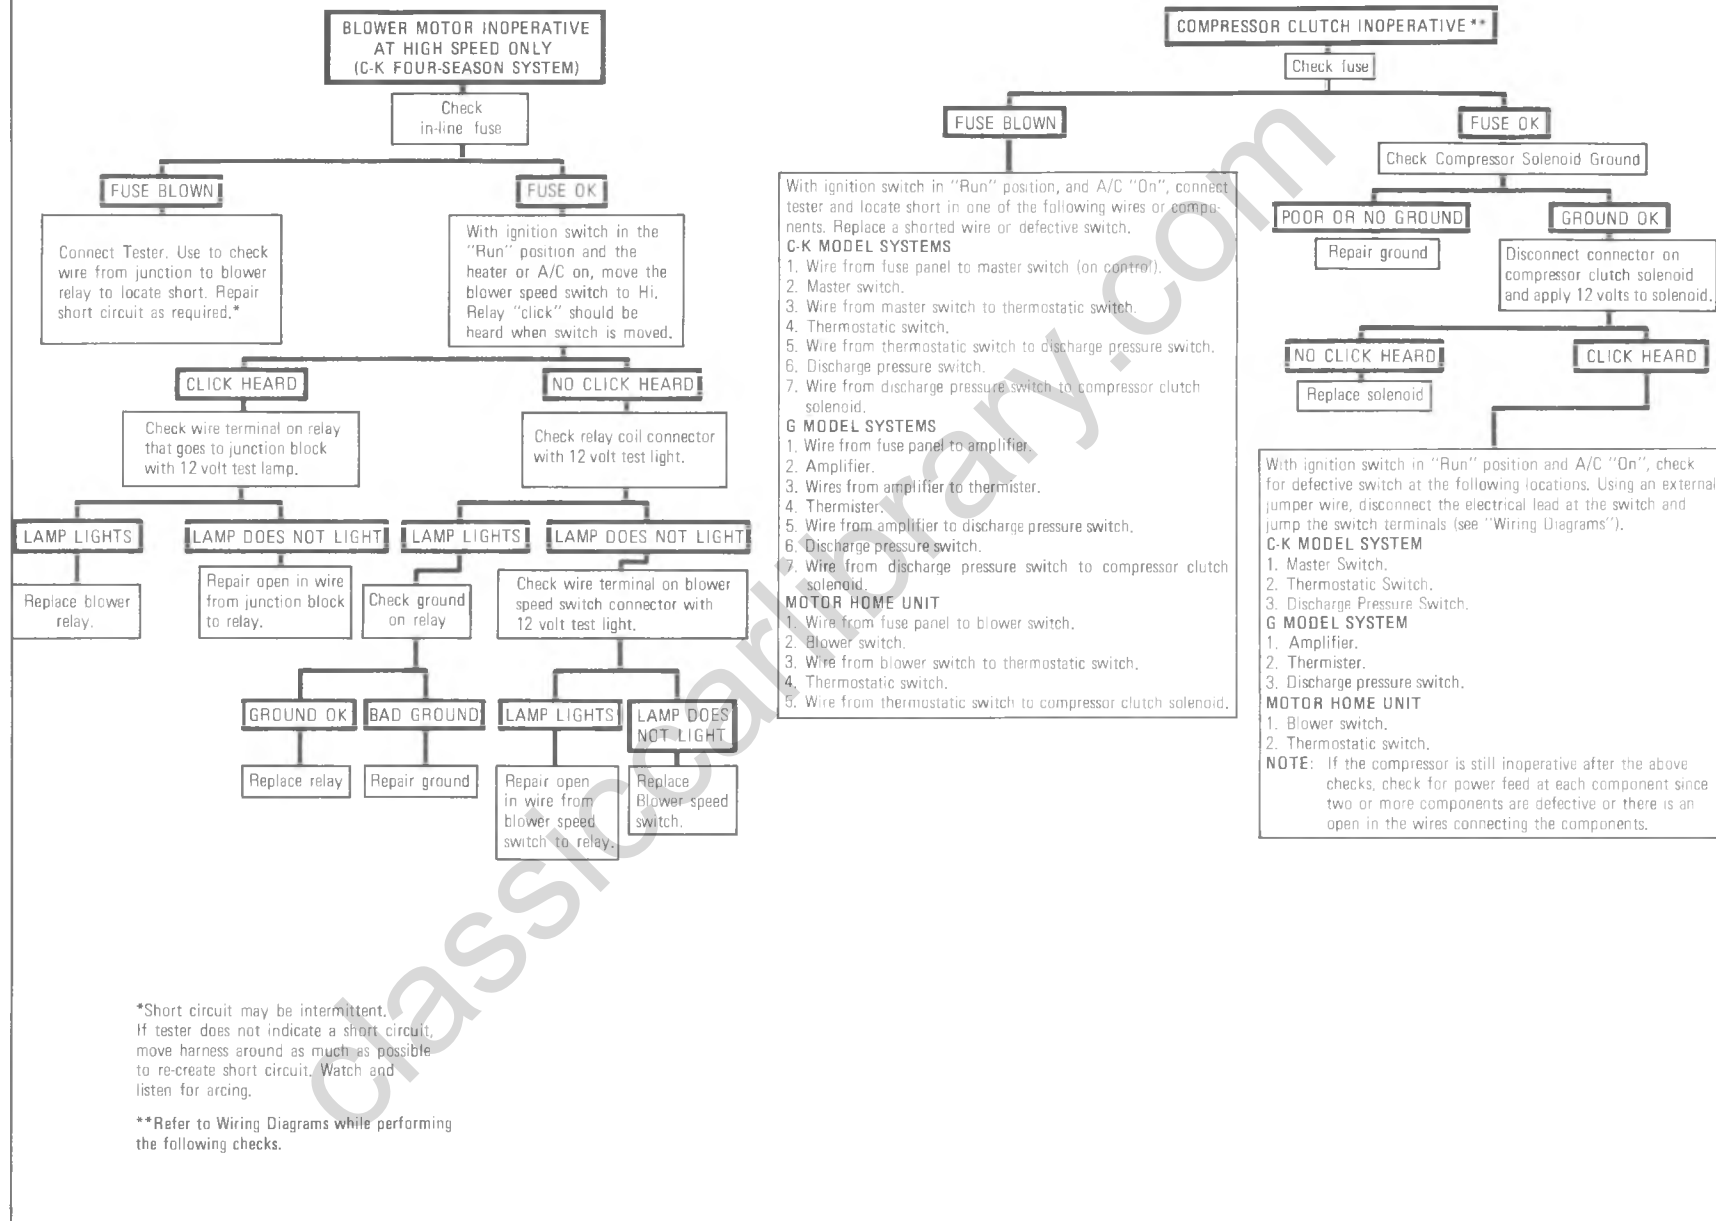 BLOWER MOTOR INOPERATIVE
AT HIGH SPEED ONLY
(C-K FOUR-SEASON SYSTEM)
Check
in-line fuse
FUSE BLOWN
FUSE OK
Connect Tester. Use to check
wire from junction to blower
relay to locate short. Repair
short circuit as required.*
With ignition switch in the
"Run" position and the
heater or A/C on, move the
blower speed switch to Hi.
Relay "click" should be
heard when switch is moved.
CLICK HEARD
NO CLICK HEARD
Check wire terminal on relay
that goes to junction block
with 12 volt test lamp.
Check relay coil connector
with 12 volt test light.
LAMP LIGHTS
LAMP DOES NOT LIGHT
LAMP LIGHTS
LAMP DOES NOT LIGHT
Replace blower
relay.
Repair open in wire
from junction block
to relay.
Check ground
on relay
Check wire terminal on blower
speed switch connector with
12 volt test light.
GROUND OK
BAD GROUND
LAMP LIGHTS
LAMP DOES
NOT LIGHT
Replace relay
Repair ground
Repair open
in wire from
blower speed
switch to relay.
Replace
Blower speed
switch.
*Short circuit may be intermittent.
If tester does not indicate a short circuit,
move harness around as much as possible
to re-create short circuit. Watch and
listen for arcing.
**Refer to Wiring Diagrams while performing
the following checks.
COMPRESSOR CLUTCH INOPERATIVE**
Check fuse
FUSE BLOWN
FUSE OK
With ignition switch in "Run" position, and A/C "On", connect
tester and locate short in one of the following wires or compo-
nents. Replace a shorted wire or defective switch.
C-K MODEL SYSTEMS
1. Wire from fuse panel to master switch (on control).
2. Master switch.
3. Wire from master switch to thermostatic switch.
4. Thermostatic switch.
5. Wire from thermostatic switch to discharge pressure switch.
6. Discharge pressure switch.
7. Wire from discharge pressure switch to compressor clutch
solenoid.
G MODEL SYSTEMS
1. Wire from fuse panel to amplifier.
2. Amplifier.
3. Wires from amplifier to thermister.
4. Thermister.
5. Wire from amplifier to discharge pressure switch.
6. Discharge pressure switch.
7. Wire from discharge pressure switch to compressor clutch
solenoid.
MOTOR HOME UNIT
1. Wire from fuse panel to blower switch.
2. Blower switch.
3. Wire from blower switch to thermostatic switch.
4. Thermostatic switch.
5. Wire from thermostatic switch to compressor clutch solenoid.
Check Compressor Solenoid Ground
POOR OR NO GROUND
GROUND OK
Repair ground
Disconnect connector on
compressor clutch solenoid
and apply 12 volts to solenoid.
NO CLICK HEARD
CLICK HEARD
Replace solenoid
With ignition switch in "Run" position and A/C "On", check
for defective switch at the following locations. Using an external
jumper wire, disconnect the electrical lead at the switch and
jump the switch terminals (see "Wiring Diagrams").
C-K MODEL SYSTEM
1. Master Switch.
2. Thermostatic Switch.
3. Discharge Pressure Switch.
G MODEL SYSTEM
1. Amplifier.
2. Thermister.
3. Discharge pressure switch.
MOTOR HOME UNIT
1. Blower switch.
2. Thermostatic switch.
NOTE: If the compressor is still inoperative after the above
checks, check for power feed at each component since
two or more components are defective or there is an
open in the wires connecting the components.
classiccarlibrary.com